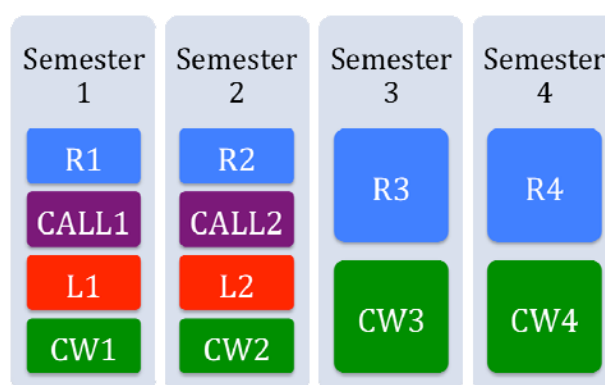 Semester
1
R1
CALL1
L1
CW1
Semester
2
R2
CALL2
L2
CW2
Semester
3
R3
CW3
Semester
4
R4
CW4